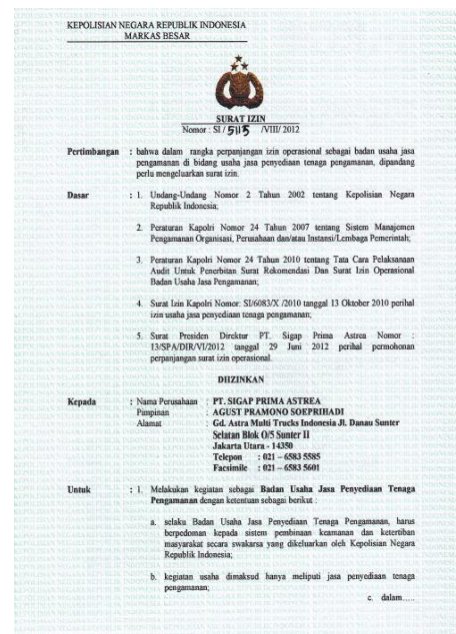 KEPOLISIAN NEGARA REPUBLIK INDONESIA
MARKAS BESAR
SURAT IZIN
Nomor : SI / 5115 /VIII/ 2012
Pertimbangan : bahwa dalam rangka perpanjangan izin operasional sebagai badan usaha jasa
pengamanan di bidang usaha jasa penyediaan tenaga pengamanan, dipandang
perlu mengeluarkan surat izin.
Dasar : 1. Undang-Undang Nomor 2 Tahun 2002 tentang Kepolisian Negara
Republik Indonesia;
2. Peraturan Kapolri Nomor 24 Tahun 2007 tentang Sistem Manajemen
Pengamanan Organisasi, Perusahaan dan/atau Instansi/Lembaga Pemerintah;
3. Peraturan Kapolri Nomor 24 Tahun 2010 tentang Tata Cara Pelaksanaan
Audit Untuk Penerbitan Surat Rekomendasi Dan Surat Izin Operasional
Badan Usaha Jasa Pengamanan;
4. Surat Izin Kapolri Nomor: SI/6083/X /2010 tanggal 13 Oktober 2010 perihal
izin usaha jasa penyediaan tenaga pengamanan;
5. Surat Presiden Direktur PT. Sigap Prima Astrea Nomor :
13/SPA/DIR/VI/2012 tanggal 29 Juni 2012 perihal permohonan
perpanjangan surat izin operasional.
DIIZINKAN
Kepada : Nama Perusahaan : PT. SIGAP PRIMA ASTREA
Pimpinan : AGUST PRAMONO SOEPRIHADI
Alamat : Gd. Astra Multi Trucks Indonesia Jl. Danau Sunter
Selatan Blok O/5 Sunter II
Jakarta Utara - 14350
Telepon : 021 – 6583 5585
Facsimile : 021 – 6583 5601
Untuk : 1. Melakukan kegiatan sebagai Badan Usaha Jasa Penyediaan Tenaga
Pengamanan dengan ketentuan sebagai berikut :
a. selaku Badan Usaha Jasa Penyediaan Tenaga Pengamanan, harus
berpedoman kepada sistem pembinaan keamanan dan ketertiban
masyarakat secara swakarsa yang dikeluarkan oleh Kepolisian Negara
Republik Indonesia;
b. kegiatan usaha dimaksud hanya meliputi jasa penyediaan tenaga
pengamanan;
c. dalam.....